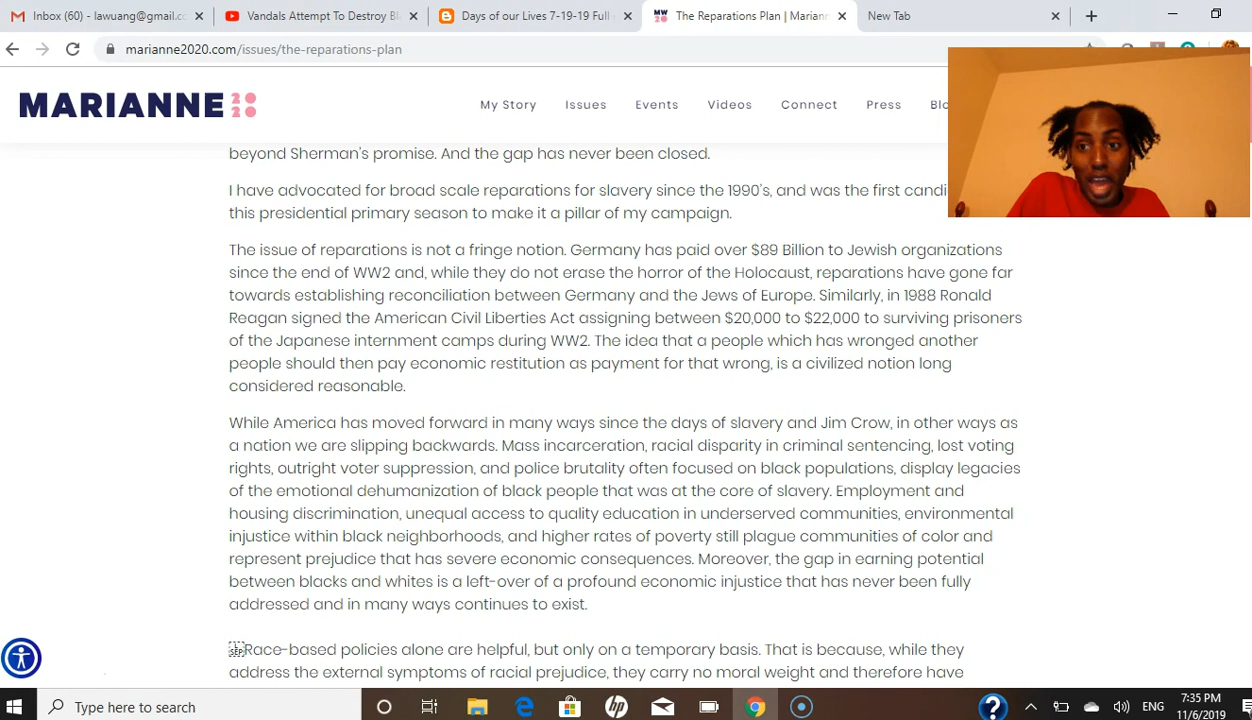 Inbox (60) - lawuang@gmail.c
Vandals Attempt To Destroy Bl
Days of our Lives 7-19-19 Full
The Reparations Plan | Mariann
New Tab
marianne2020.com/issues/the-reparations-plan
MARIANNE 2020
My Story Issues Events Videos Connect Press Blo
beyond Sherman's promise. And the gap has never been closed.
I have advocated for broad scale reparations for slavery since the 1990's, and was the first candi
this presidential primary season to make it a pillar of my campaign.
The issue of reparations is not a fringe notion. Germany has paid over $89 Billion to Jewish organizations
since the end of WW2 and, while they do not erase the horror of the Holocaust, reparations have gone far
towards establishing reconciliation between Germany and the Jews of Europe. Similarly, in 1988 Ronald
Reagan signed the American Civil Liberties Act assigning between $20,000 to $22,000 to surviving prisoners
of the Japanese internment camps during WW2. The idea that a people which has wronged another
people should then pay economic restitution as payment for that wrong, is a civilized notion long
considered reasonable.
While America has moved forward in many ways since the days of slavery and Jim Crow, in other ways as
a nation we are slipping backwards. Mass incarceration, racial disparity in criminal sentencing, lost voting
rights, outright voter suppression, and police brutality often focused on black populations, display legacies
of the emotional dehumanization of black people that was at the core of slavery. Employment and
housing discrimination, unequal access to quality education in underserved communities, environmental
injustice within black neighborhoods, and higher rates of poverty still plague communities of color and
represent prejudice that has severe economic consequences. Moreover, the gap in earning potential
between blacks and whites is a left-over of a profound economic injustice that has never been fully
addressed and in many ways continues to exist.
Race-based policies alone are helpful, but only on a temporary basis. That is because, while they
address the external symptoms of racial prejudice, they carry no moral weight and therefore have
Type here to search
hp
ENG
7:35 PM
11/6/2019